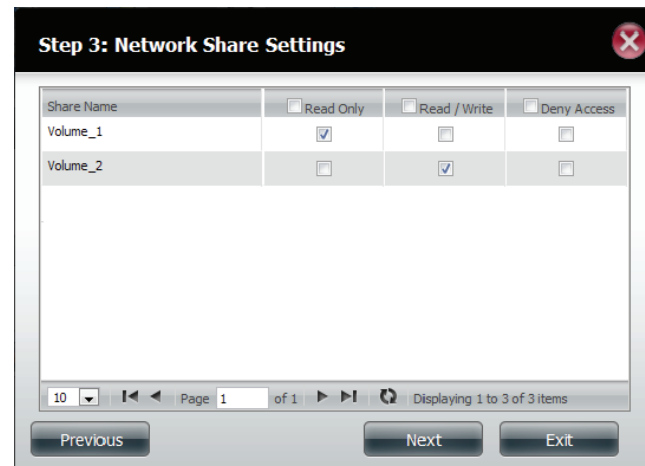 Step 3: Network Share Settings
Share Name Read Only Read / Write Deny Access
Volume_1
Volume_2
10 Page 1 of 1 Displaying 1 to 3 of 3 items
Previous Next Exit